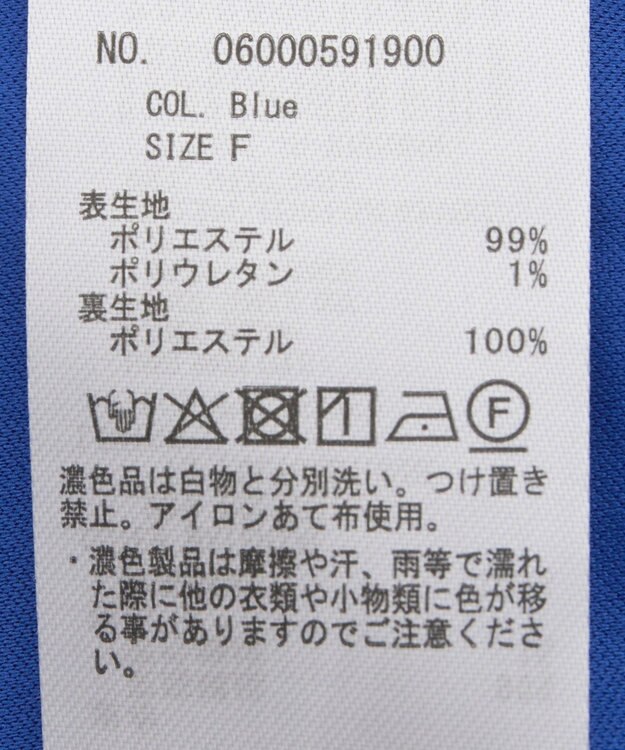 NO. 06000591900
COL. Blue
SIZE F
表生地
ポリエステル 99%
ポリウレタン 1%
裏生地
ポリエステル 100%
F
濃色品は白物と分別洗い。つけ置き
禁止。アイロンあて布使用。
・濃色製品は摩擦や汗、雨等で濡れ
た際に他の衣類や小物類に色が移
る事がありますのでご注意くださ
い。